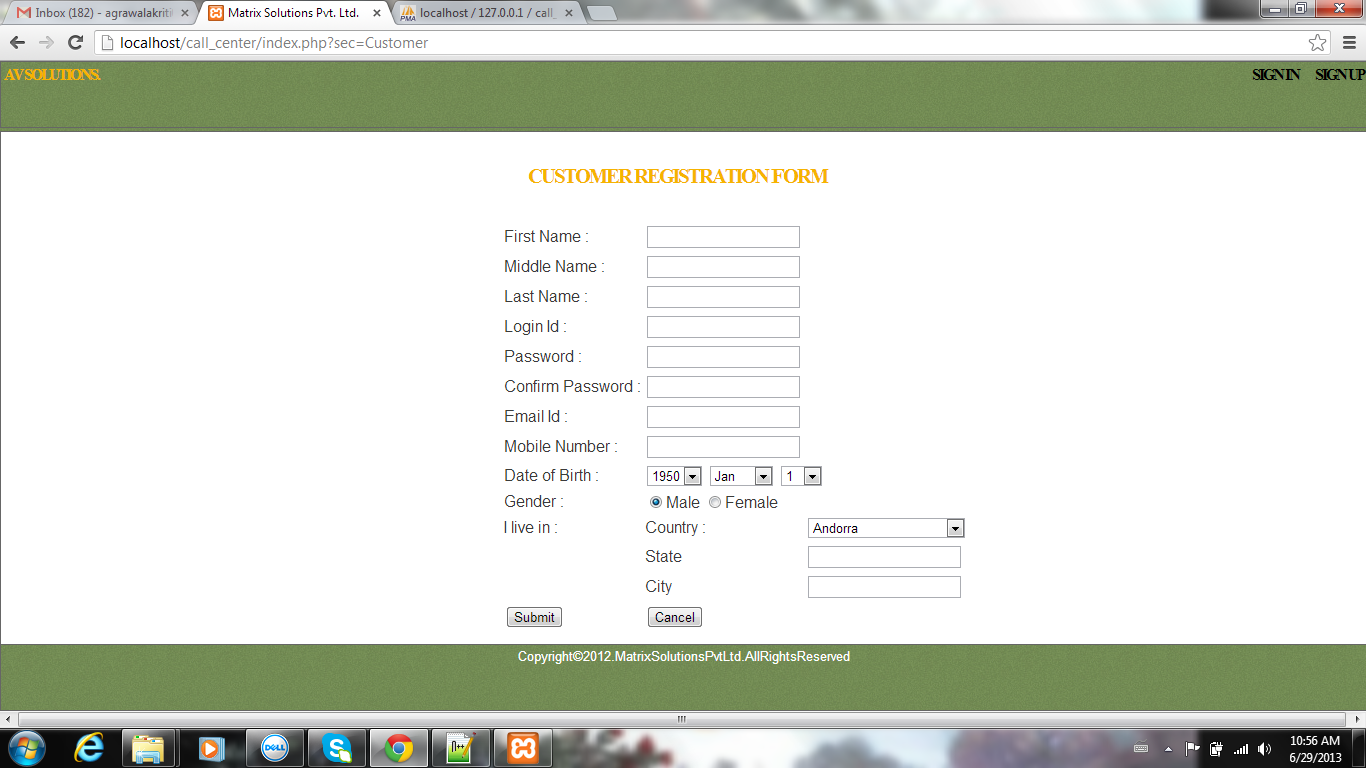 Inbox (182) - agrawalakriti
Matrix Solutions Pvt. Ltd.
PMA
localhost / 127.0.0.1 / call_
localhost/call_center/index.php?sec=Customer
AV SOLUTIONS.
SIGN IN SIGN UP
CUSTOMER REGISTRATION FORM
First Name :
Middle Name :
Last Name :
Login Id :
Password :
Confirm Password :
Email Id :
Mobile Number :
Date of Birth : 1950 Jan 1
Gender : Male Female
I live in : Country : Andorra
State
City
Submit Cancel
Copyright©2012.MatrixSolutionsPvtLtd.AllRightsReserved
DELL
10:56 AM
6/29/2013